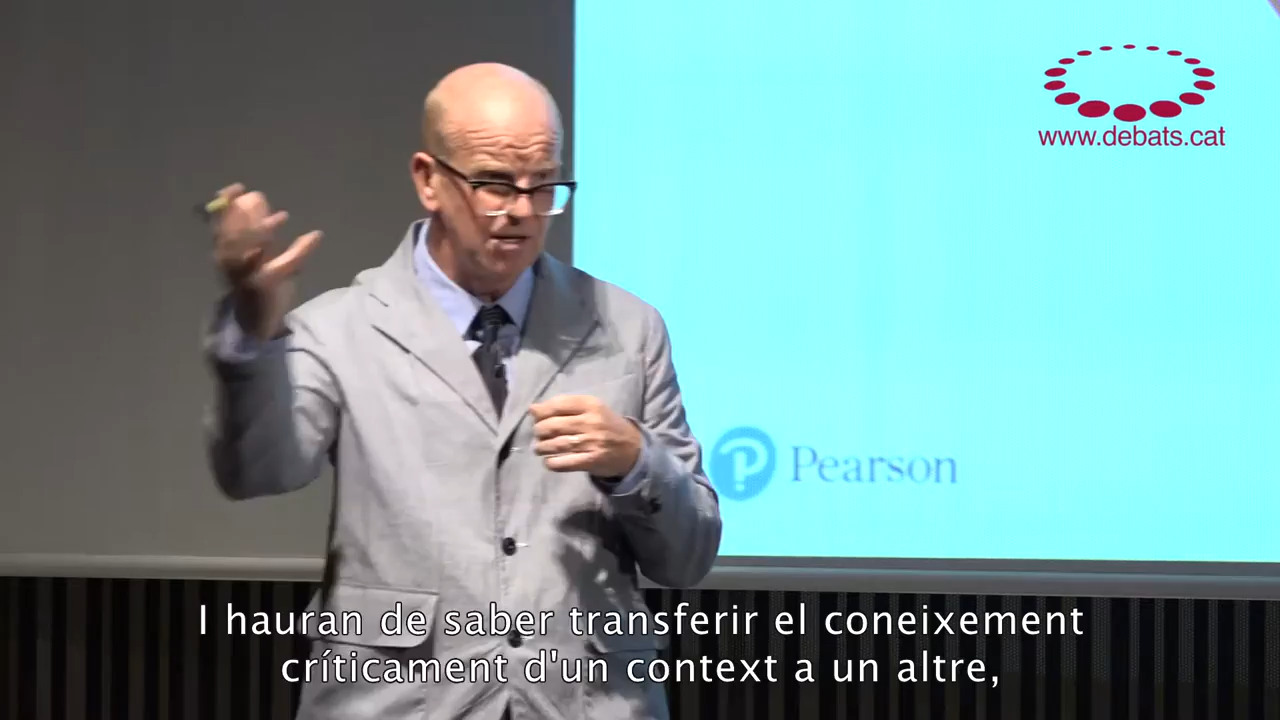 www.debats.cat
Pearson
I hauran de saber transferir el coneixement
críticament d'un context a un altre,